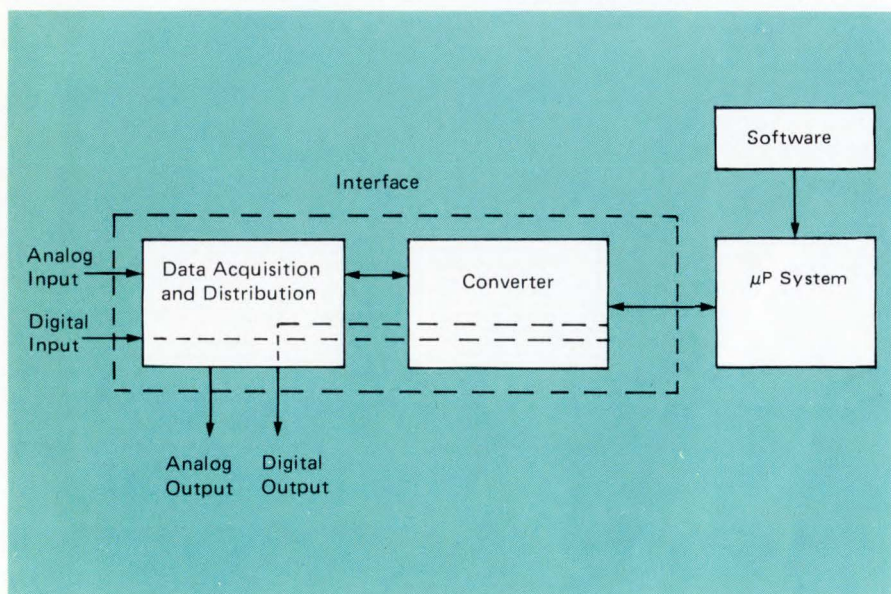 Software
Interface
Analog
Input
Digital
Input
Data Acquisition
and Distribution
Converter
µP System
Analog
Output
Digital
Output